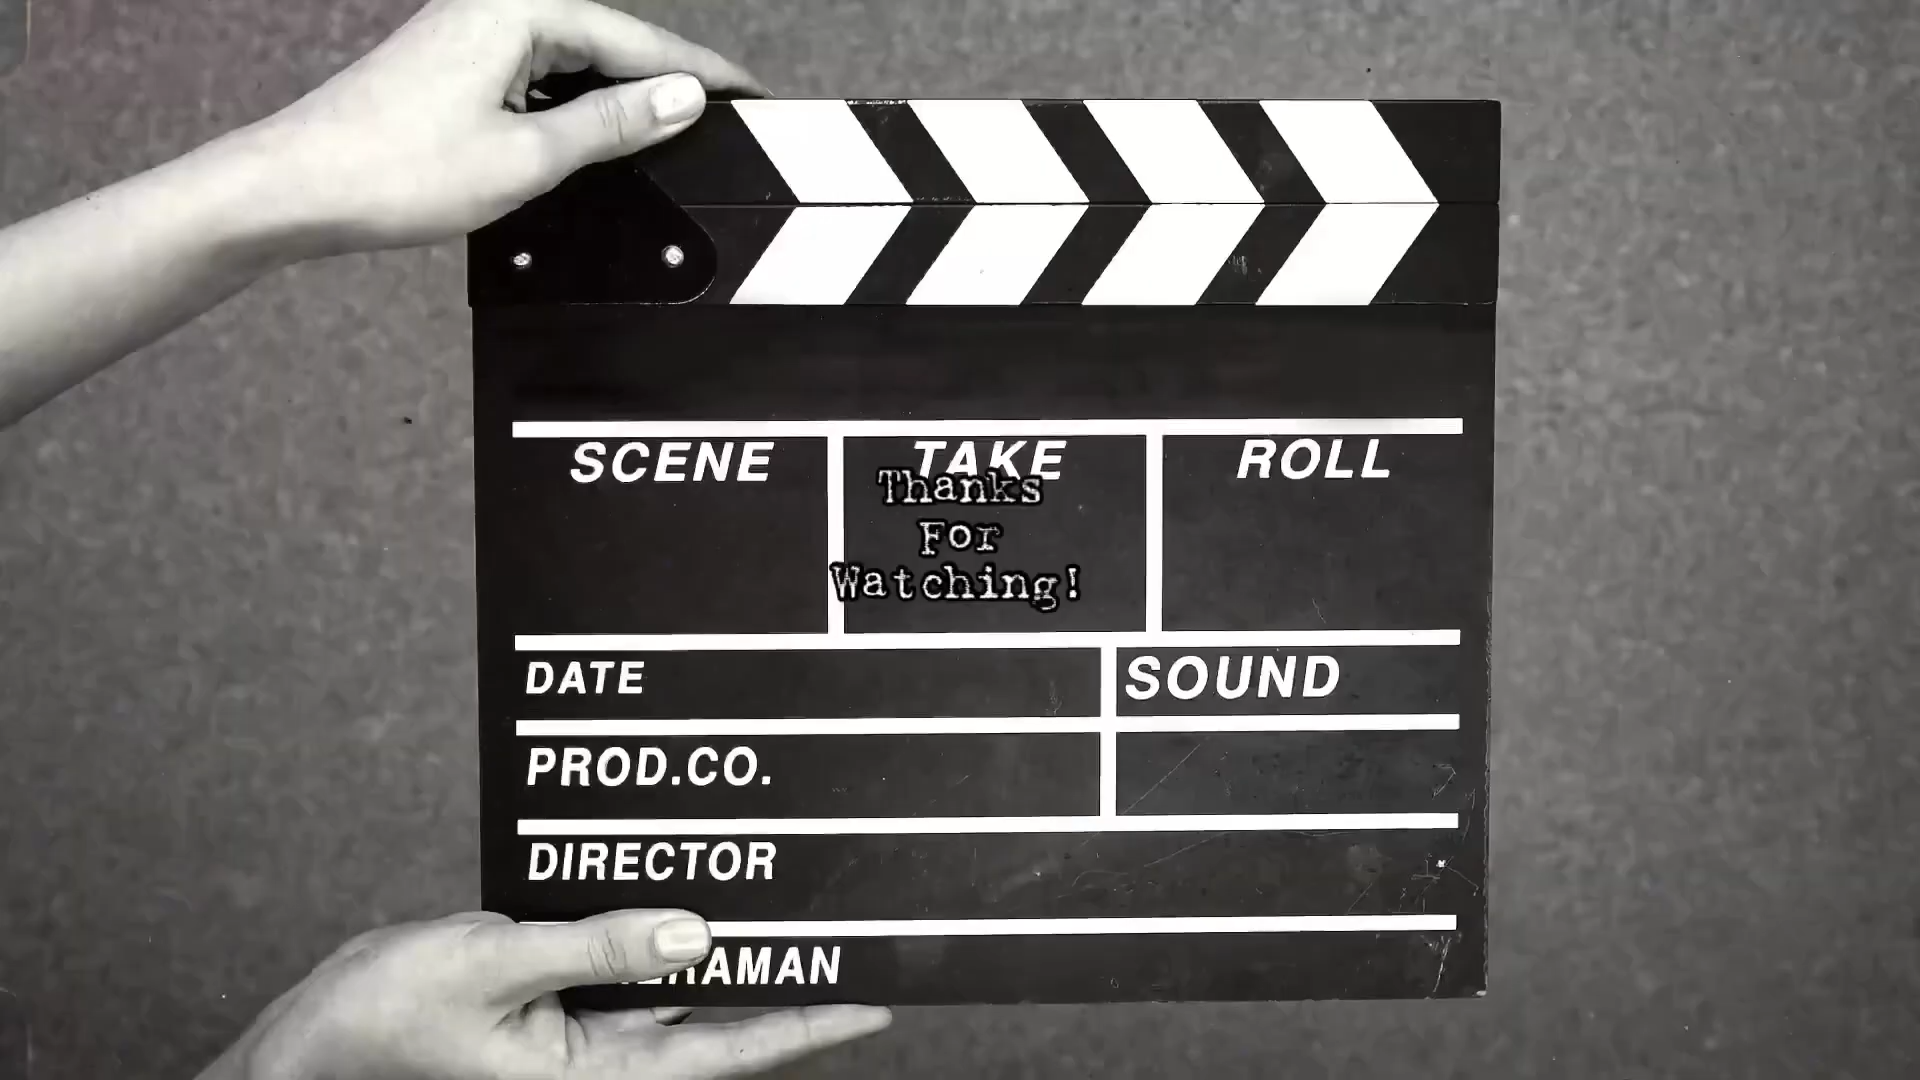 SCENE TAKE ROLL
Thanks
For
Watching!
DATE SOUND
PROD.CO.
DIRECTOR